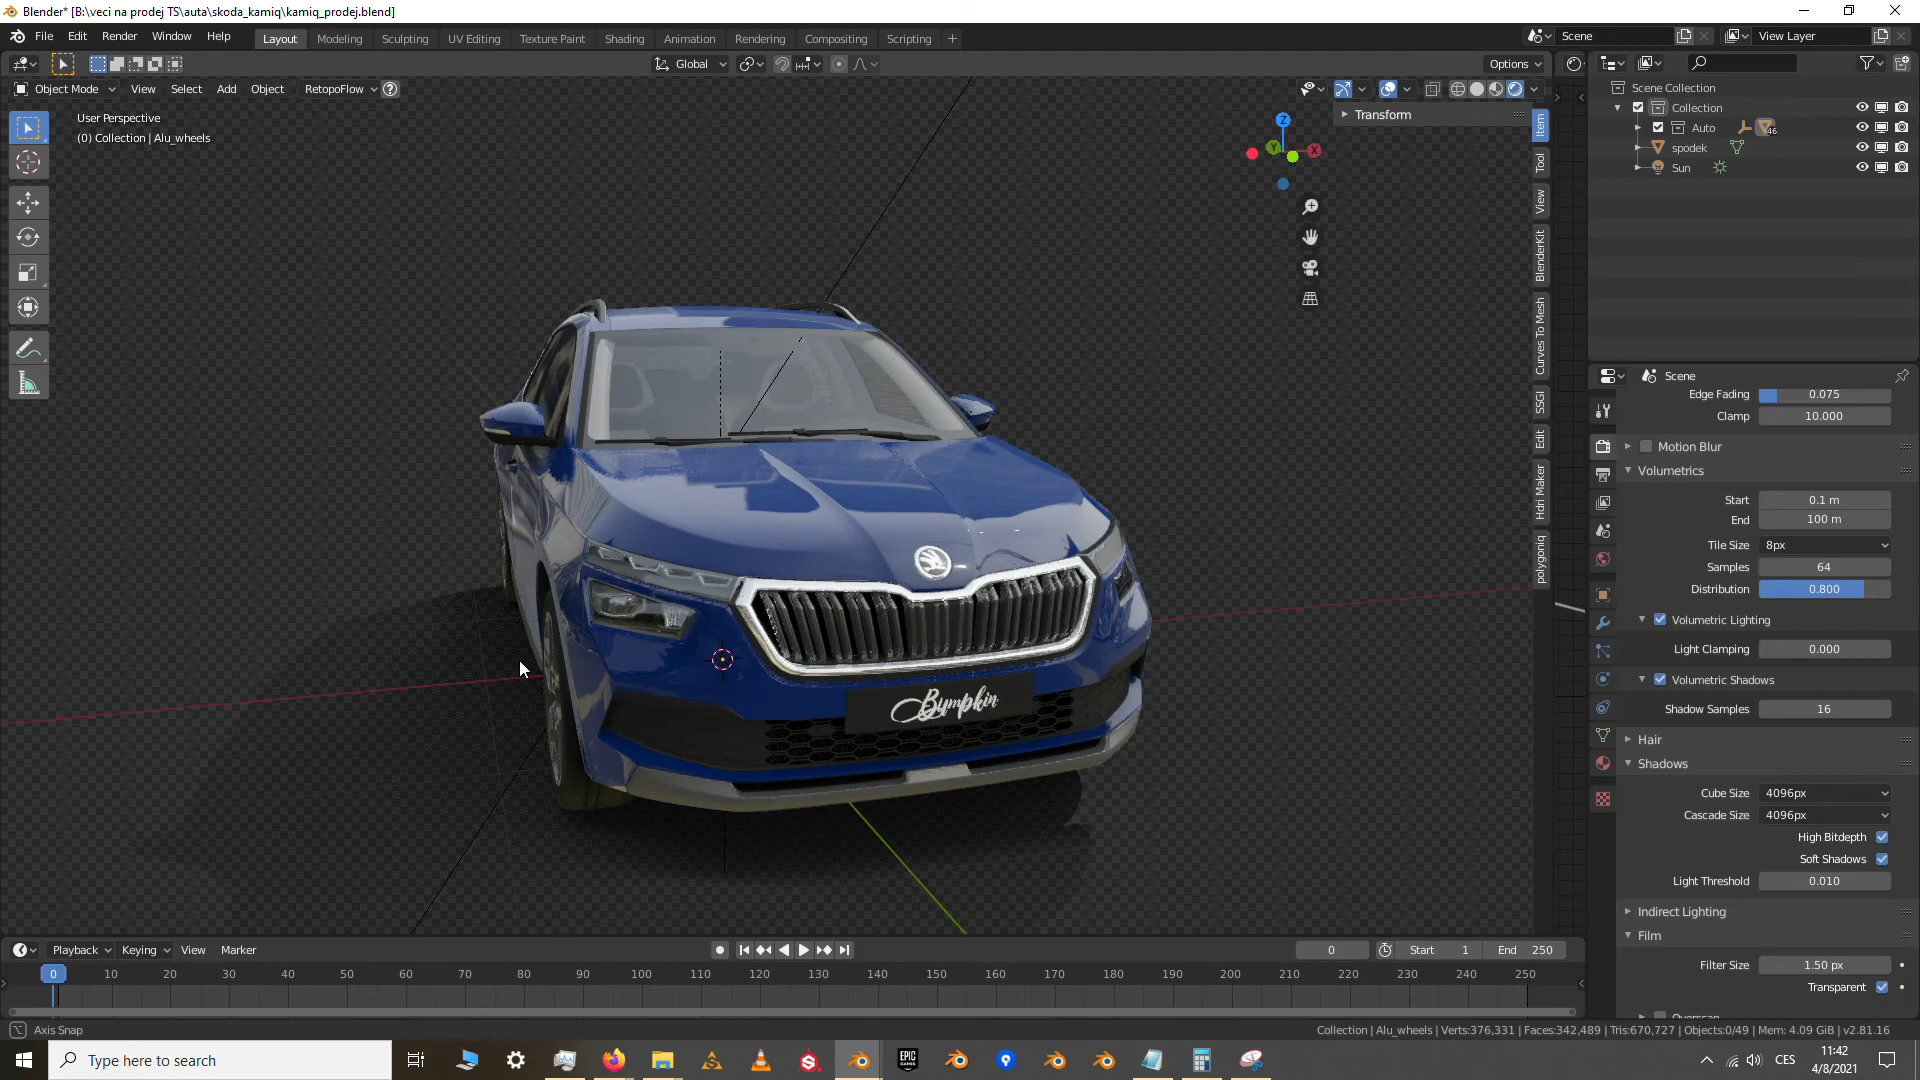 Blender* [B:\veci na prodej TS\auta\skoda_kamiq\kamiq_prodej.blend]
File Edit Render Window Help
Layout Modeling Sculpting UV Editing Texture Paint Shading Animation Rendering Compositing Scripting
Scene
View Layer
Global
Options
Object Mode View Select Add Object RetopoFlow
User Perspective
(0) Collection | Alu_wheels
Transform
Item
Tool
View
BlenderKit
Curves To Mesh
SSGI
Edit
Hdri Maker
polygoniq
Z
Y
X
Scene Collection
Collection
Auto
46
spodek
Sun
Scene
Edge Fading 0.075
Clamp 10.000
Motion Blur
Volumetrics
Start 0.1 m
End 100 m
Tile Size 8px
Samples 64
Distribution 0.800
Volumetric Lighting
Light Clamping 0.000
Volumetric Shadows
Shadow Samples 16
Hair
Shadows
Cube Size 4096px
Cascade Size 4096px
High Bitdepth
Soft Shadows
Light Threshold 0.010
Indirect Lighting
Film
Filter Size 1.50 px
Transparent
Overscan
Bympkin
Playback Keying View Marker
0
Start 1
End 250
0 10 20 30 40 50 60 70 80 90 100 110 120 130 140 150 160 170 180 190 200 210 220 230 240 250
Axis Snap
Collection | Alu_wheels | Verts:376,331 | Faces:342,489 | Tris:670,727 | Objects:0/49 | Mem: 4.09 GiB | v2.81.16
Type here to search
EPIC GAMES
CES
11:42
4/8/2021